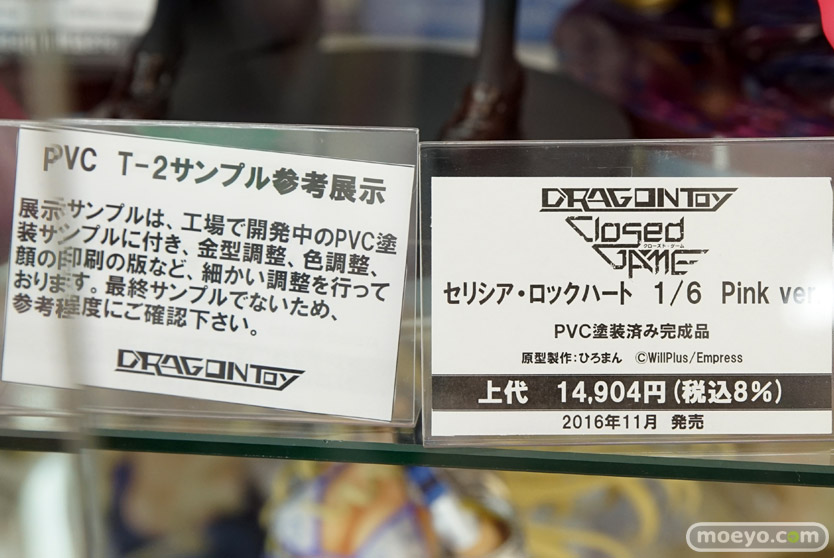 PVC T-2サンプル参考展示
展示サンプルは、工場で開発中のPVC塗
装サンプルに付き、金型調整、色調整、
顔の印刷の版など、細かい調整を行って
おります。最終サンプルでないため、
参考程度にご確認下さい。
DRAGONToy
DRAGONToy
Closed
クローズド・ゲーム
GAME
セリシア・ロックハート 1/6 Pink ver.
PVC塗装済み完成品
原型製作:ひろまん ©WillPlus/Empress
上代 14,904円(税込8%)
2016年11月 発売
moeyo.com